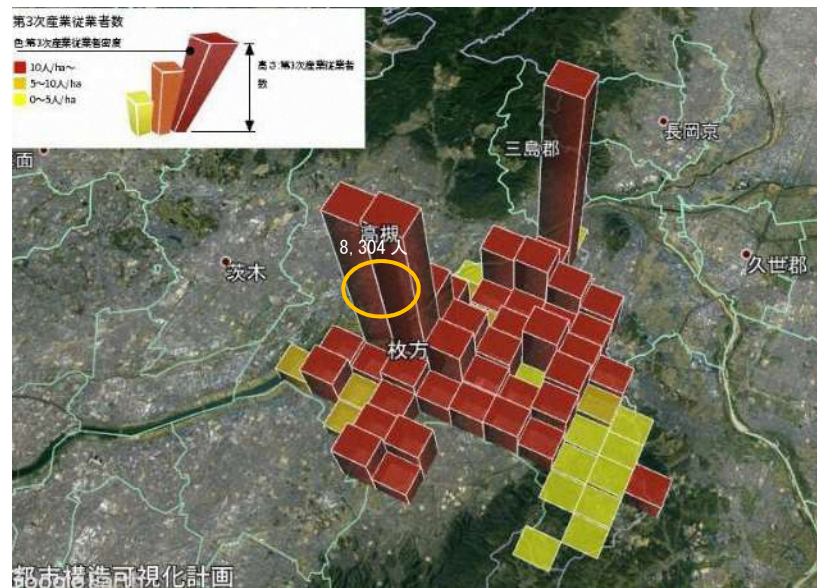 第3次産業従業者数
色:第3次産業従業者密度
10人/ha～
5～10人/ha
0～5人/ha
高さ:第3次産業従業者
数
三島郡
長岡京
面
高槻
8,304 人
茨木
久世郡
枚方
都市構造可視化計画
Google Earth